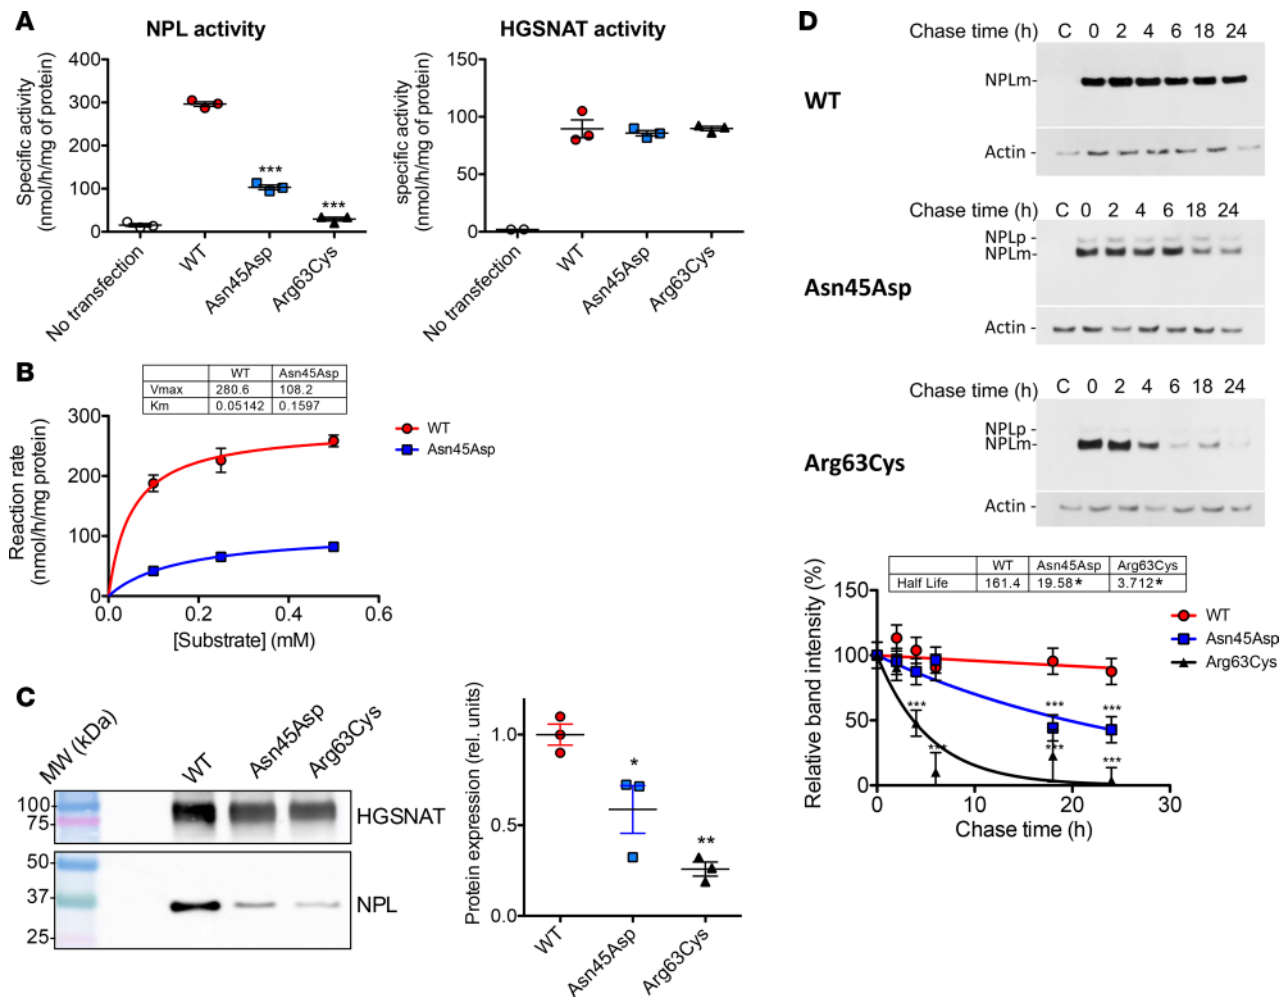 A
NPL activity
Specific activity
(nmol/h/mg of protein)
400
300
200
100
0
***
***
No transfection
WT
Asn45Asp
Arg63Cys
HGSNAT activity
specific activity
(nmol/h/mg of protein)
150
100
50
0
No transfection
WT
Asn45Asp
Arg63Cys
B
WT Asn45Asp
Vmax 280.6 108.2
Km 0.05142 0.1597
Reaction rate
(nmol/h/mg protein)
300
200
100
0
0.0 0.2 0.4 0.6
[Substrate] (mM)
WT
Asn45Asp
C
MW (kDa)
WT
Asn45Asp
Arg63Cys
100-
75-
HGSNAT
50-
37-
25-
NPL
Protein expression (rel. units)
1.0
0.5
0.0
*
**
WT
Asn45Asp
Arg63Cys
D
Chase time (h) C 0 2 4 6 18 24
NPLm-
WT
Actin -
Chase time (h) C 0 2 4 6 18 24
NPLp -
NPLm-
Asn45Asp
Actin -
Chase time (h) C 0 2 4 6 18 24
NPLp -
NPLm-
Arg63Cys
Actin -
WT Asn45Asp Arg63Cys
Half Life 161.4 19.58* 3.712*
Relative band intensity (%)
150
100
50
0
***
***
***
***
***
***
0 10 20 30
Chase time (h)
WT
Asn45Asp
Arg63Cys